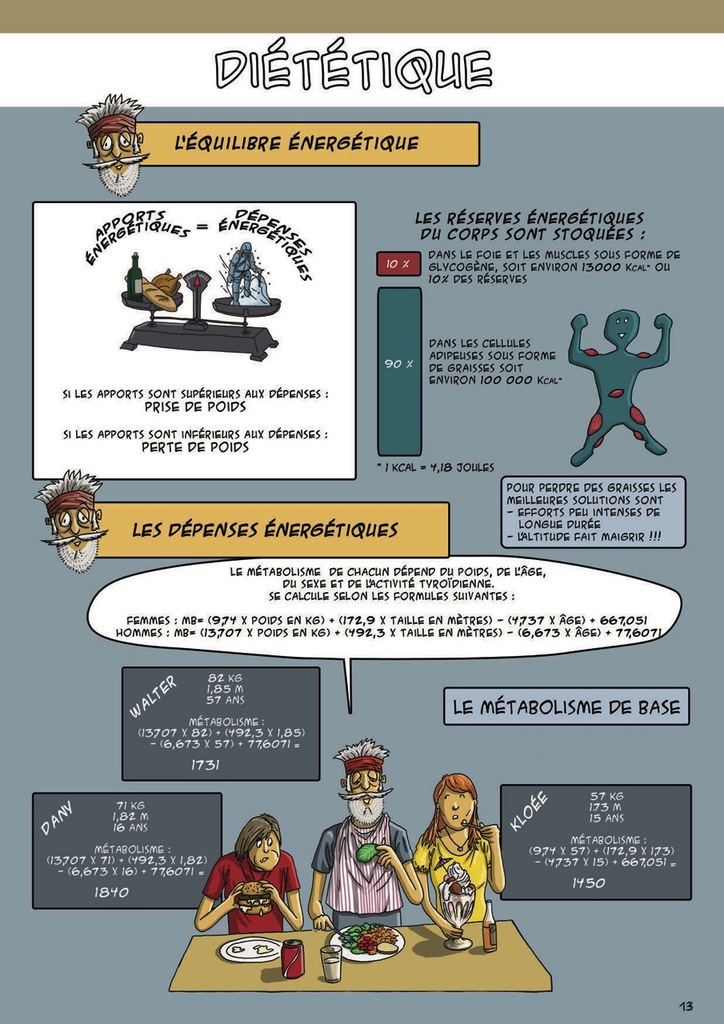 DIÉTÉTIQUE
L'ÉQUILIBRE ÉNERGÉTIQUE
APPORTS ÉNERGÉTIQUES = DÉPENSES ÉNERGÉTIQUES
SI LES APPORTS SONT SUPÉRIEURS AUX DÉPENSES :
PRISE DE POIDS
SI LES APPORTS SONT INFÉRIEURS AUX DÉPENSES :
PERTE DE POIDS
LES RÉSERVES ÉNERGÉTIQUES
DU CORPS SONT STOQUÉES :
10 %
DANS LE FOIE ET LES MUSCLES SOUS FORME DE
GLYCOGÈNE, SOIT ENVIRON 13000 KCAL* OU
10% DES RÉSERVES
90 %
DANS LES CELLULES
ADIPEUSES SOUS FORME
DE GRAISSES SOIT
ENVIRON 100 000 KCAL*
* 1 KCAL = 4,18 JOULES
POUR PERDRE DES GRAISSES LES
MEILLEURES SOLUTIONS SONT
- EFFORTS PEU INTENSES DE
LONGUE DURÉE
- L'ALTITUDE FAIT MAIGRIR !!!
LES DÉPENSES ÉNERGÉTIQUES
LE MÉTABOLISME DE CHACUN DÉPEND DU POIDS, DE L'ÂGE,
DU SEXE ET DE L'ACTIVITÉ TYROÏDIENNE.
SE CALCULE SELON LES FORMULES SUIVANTES :
FEMMES : MB= (9,74 X POIDS EN KG) + (172,9 X TAILLE EN MÈTRES) - (4,737 X ÂGE) + 667,051
HOMMES : MB= (13,707 X POIDS EN KG) + (492,3 X TAILLE EN MÈTRES) - (6,673 X ÂGE) + 77,6071
LE MÉTABOLISME DE BASE
WALTER
82 KG
1,85 M
57 ANS
MÉTABOLISME :
(13,707 X 82) + (492,3 X 1,85)
- (6,673 X 57) + 77,6071 =
1731
DANY
71 KG
1,82 M
16 ANS
MÉTABOLISME :
(13,707 X 71) + (492,3 X 1,82)
- (6,673 X 16) + 77,6071 =
1840
KLOÉE
57 KG
1,73 M
15 ANS
MÉTABOLISME :
(9,74 X 57) + (172,9 X 1,73)
- (4,737 X 15) + 667,051 =
1450
13